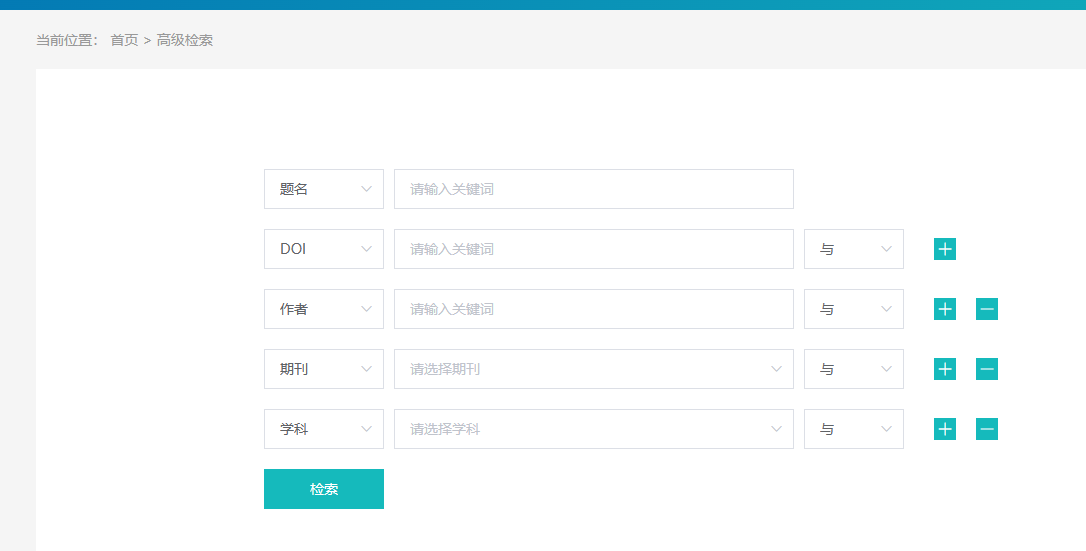 当前位置： 首页 > 高级检索
题名 请输入关键词
DOI 请输入关键词 与
作者 请输入关键词 与
期刊 请选择期刊 与
学科 请选择学科 与
检索